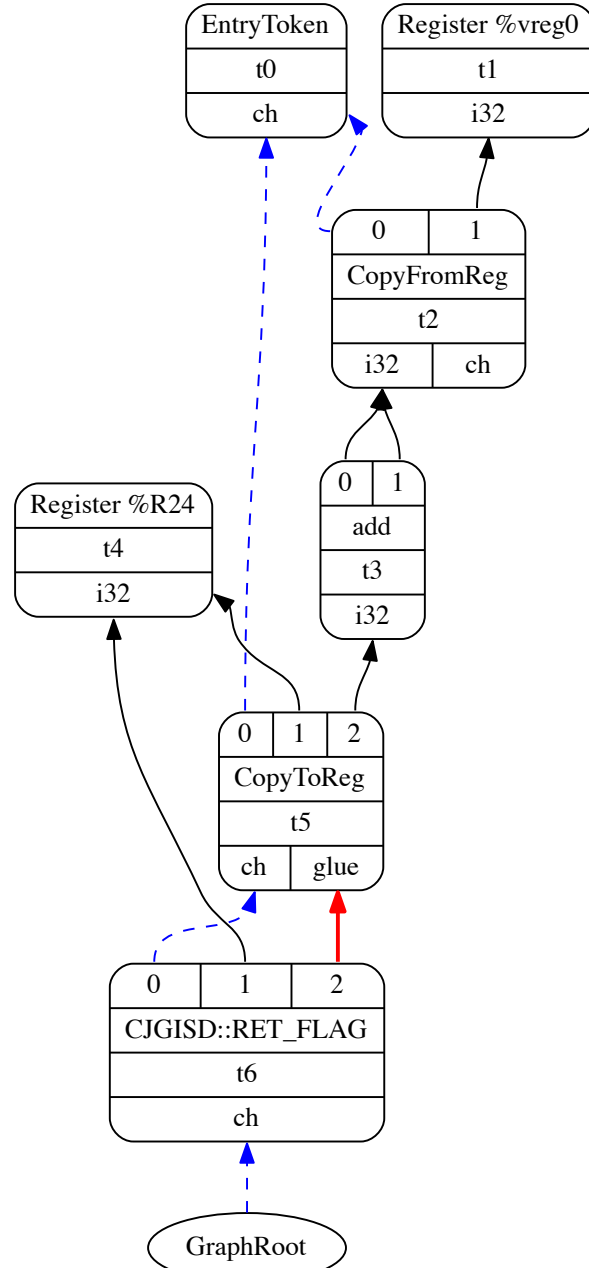 EntryToken
t0
ch
Register %vreg0
t1
i32
0 1
CopyFromReg
t2
i32 ch
0 1
add
t3
i32
Register %R24
t4
i32
0 1 2
CopyToReg
t5
ch glue
0 1 2
CJGISD::RET_FLAG
t6
ch
GraphRoot